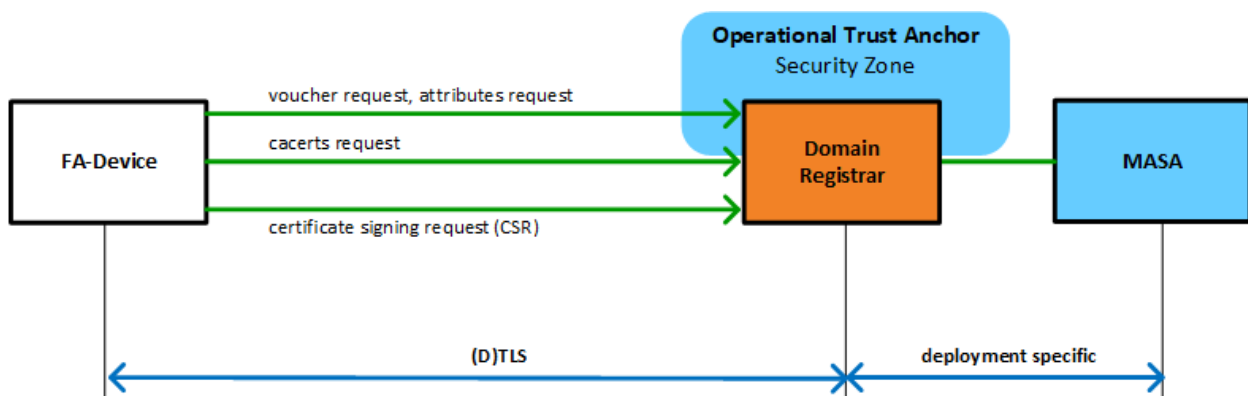 Operational Trust Anchor
Security Zone
voucher request, attributes request
FA-Device
cacerts request
Domain
Registrar
MASA
certificate signing request (CSR)
(D)TLS
deployment specific